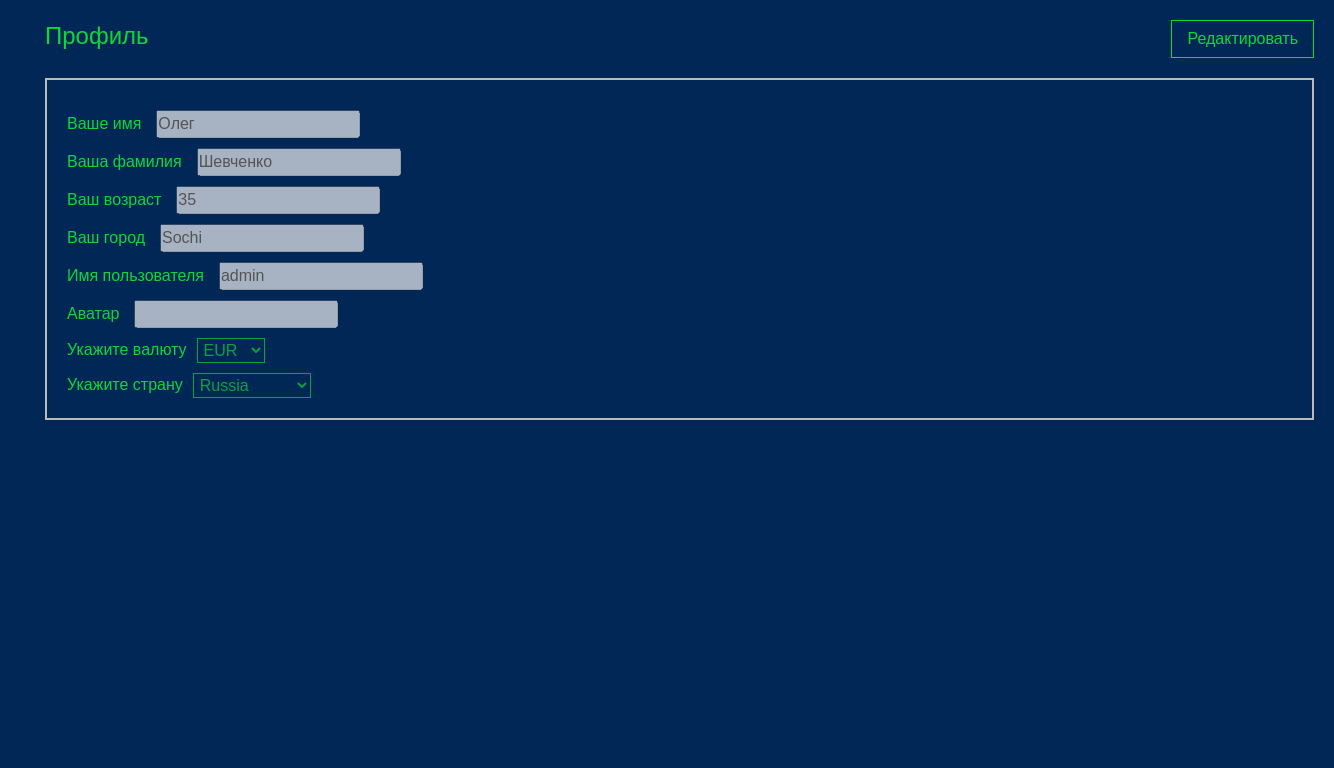 Профиль
Редактировать
Ваше имя Олег
Ваша фамилия Шевченко
Ваш возраст 35
Ваш город Sochi
Имя пользователя admin
Аватар
Укажите валюту EUR
Укажите страну Russia